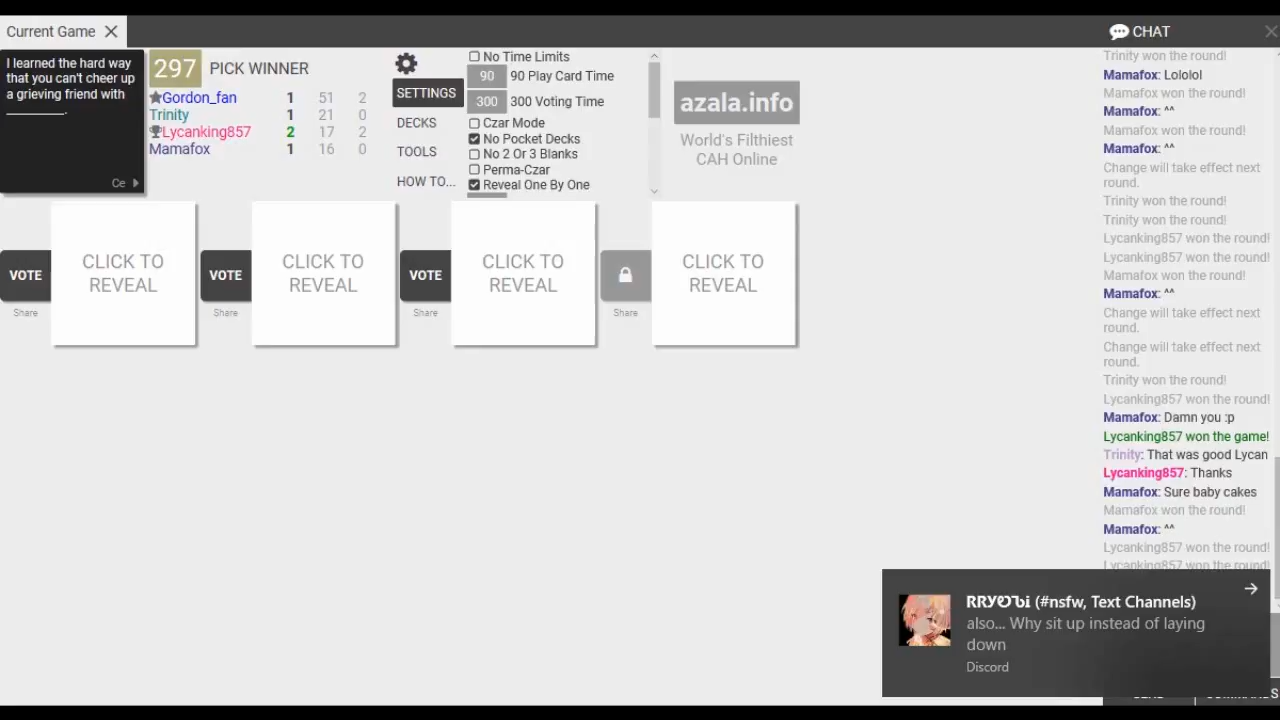 Current Game
CHAT
I learned the hard way
that you can't cheer up
a grieving friend with
________.
Ce
297 PICK WINNER
Gordon_fan 1 51 2
Trinity 1 21 0
Lycanking857 2 17 2
Mamafox 1 16 0
SETTINGS
DECKS
TOOLS
HOW TO...
No Time Limits
90 90 Play Card Time
300 300 Voting Time
Czar Mode
No Pocket Decks
No 2 Or 3 Blanks
Perma-Czar
Reveal One By One
azala.info
World's Filthiest
CAH Online
VOTE
Share
CLICK TO
REVEAL
VOTE
Share
CLICK TO
REVEAL
VOTE
Share
CLICK TO
REVEAL
Share
CLICK TO
REVEAL
Trinity won the round!
Mamafox: Lololol
Mamafox won the round!
Mamafox: ^^
Mamafox won the round!
Mamafox: ^^
Change will take effect next
round.
Trinity won the round!
Trinity won the round!
Lycanking857 won the round!
Lycanking857 won the round!
Mamafox won the round!
Mamafox: ^^
Change will take effect next
round.
Change will take effect next
round.
Trinity won the round!
Lycanking857 won the round!
Mamafox: Damn you :p
Lycanking857 won the game!
Trinity: That was good Lycan
Lycanking857: Thanks
Mamafox: Sure baby cakes
Mamafox won the round!
Mamafox: ^^
Lycanking857 won the round!
Lycanking857 won the round!
(#nsfw, Text Channels)
also... Why sit up instead of laying
down
Discord